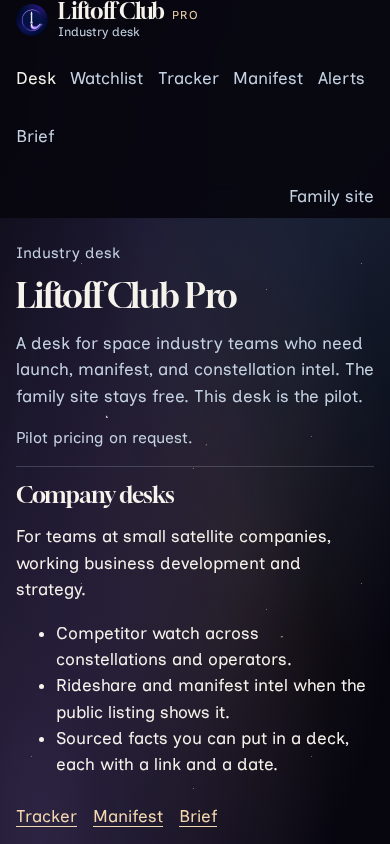 Liftoff Club PRO
Industry desk
Desk Watchlist Tracker Manifest Alerts
Brief
Family site
Industry desk
Liftoff Club Pro
A desk for space industry teams who need
launch, manifest, and constellation intel. The
family site stays free. This desk is the pilot.
Pilot pricing on request.
Company desks
For teams at small satellite companies,
working business development and
strategy.
• Competitor watch across
constellations and operators.
• Rideshare and manifest intel when the
public listing shows it.
• Sourced facts you can put in a deck,
each with a link and a date.
Tracker Manifest Brief